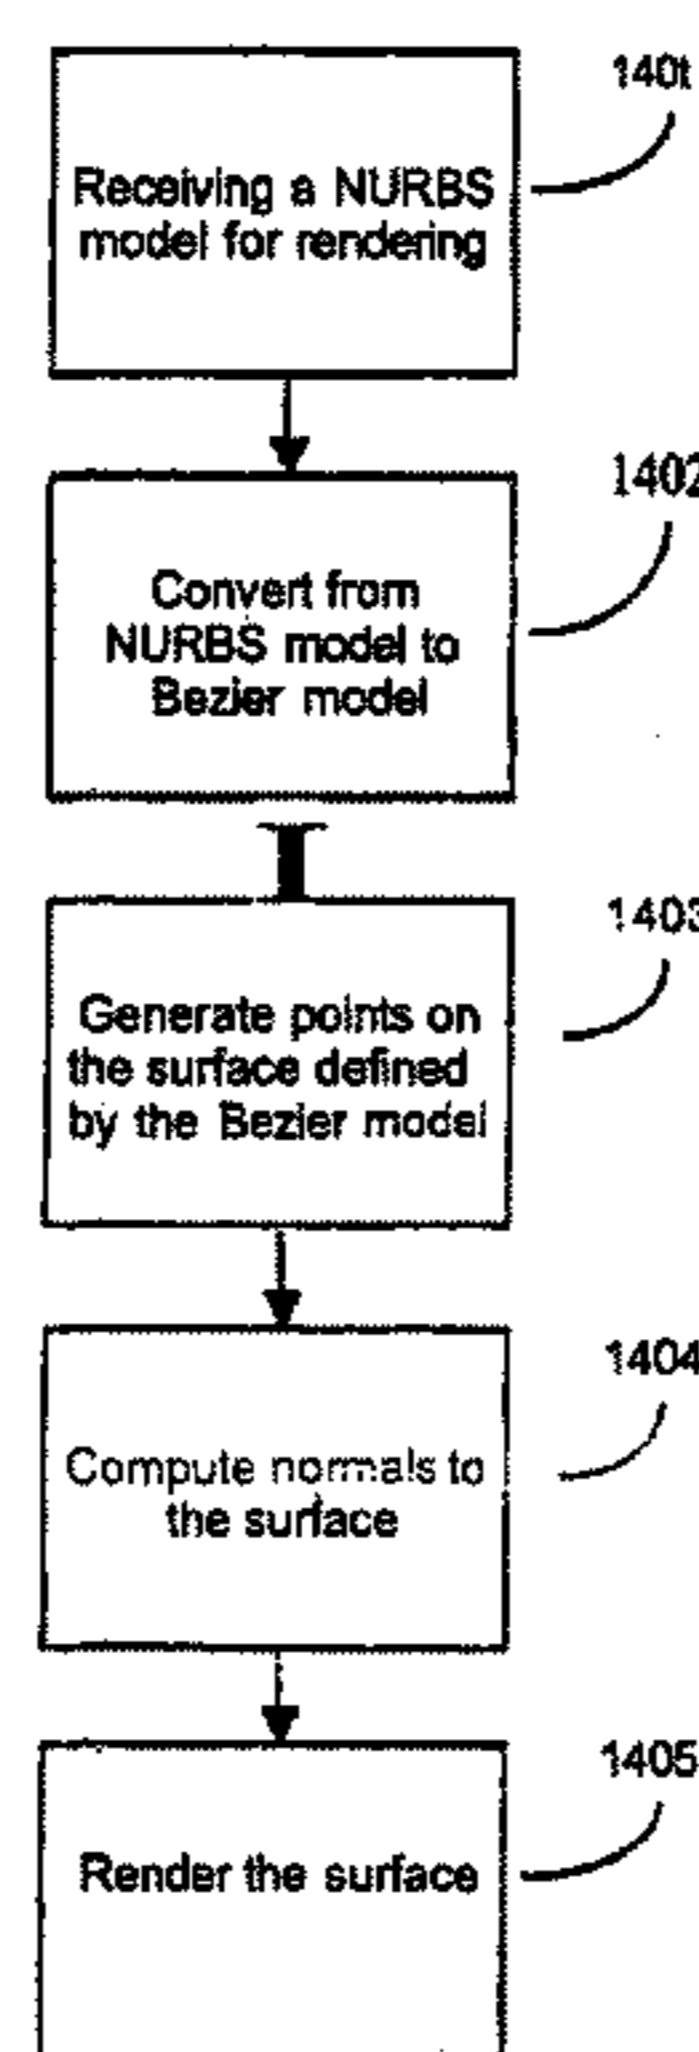 140t
Receiving a NURBS
model for rendering
1402
Convert from
NURBS model to
Bezier model
1403
Generate points on
the surface defined
by the Bezier model
1404
Compute normals to
the surface
1405
Render the surface